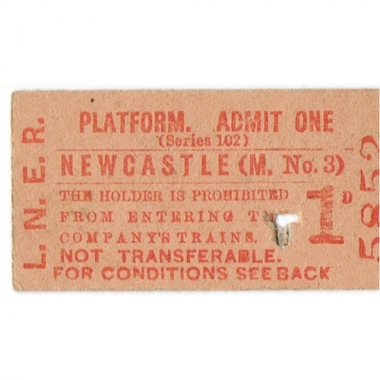 L. N. E. R.
PLATFORM. ADMIT ONE
(Series 102)
NEWCASTLE (M. No. 3)
THE HOLDER IS PROHIBITED
FROM ENTERING
COMPANY'S TRAINS.
NOT TRANSFERABLE.
FOR CONDITIONS SEE BACK
1D
5852